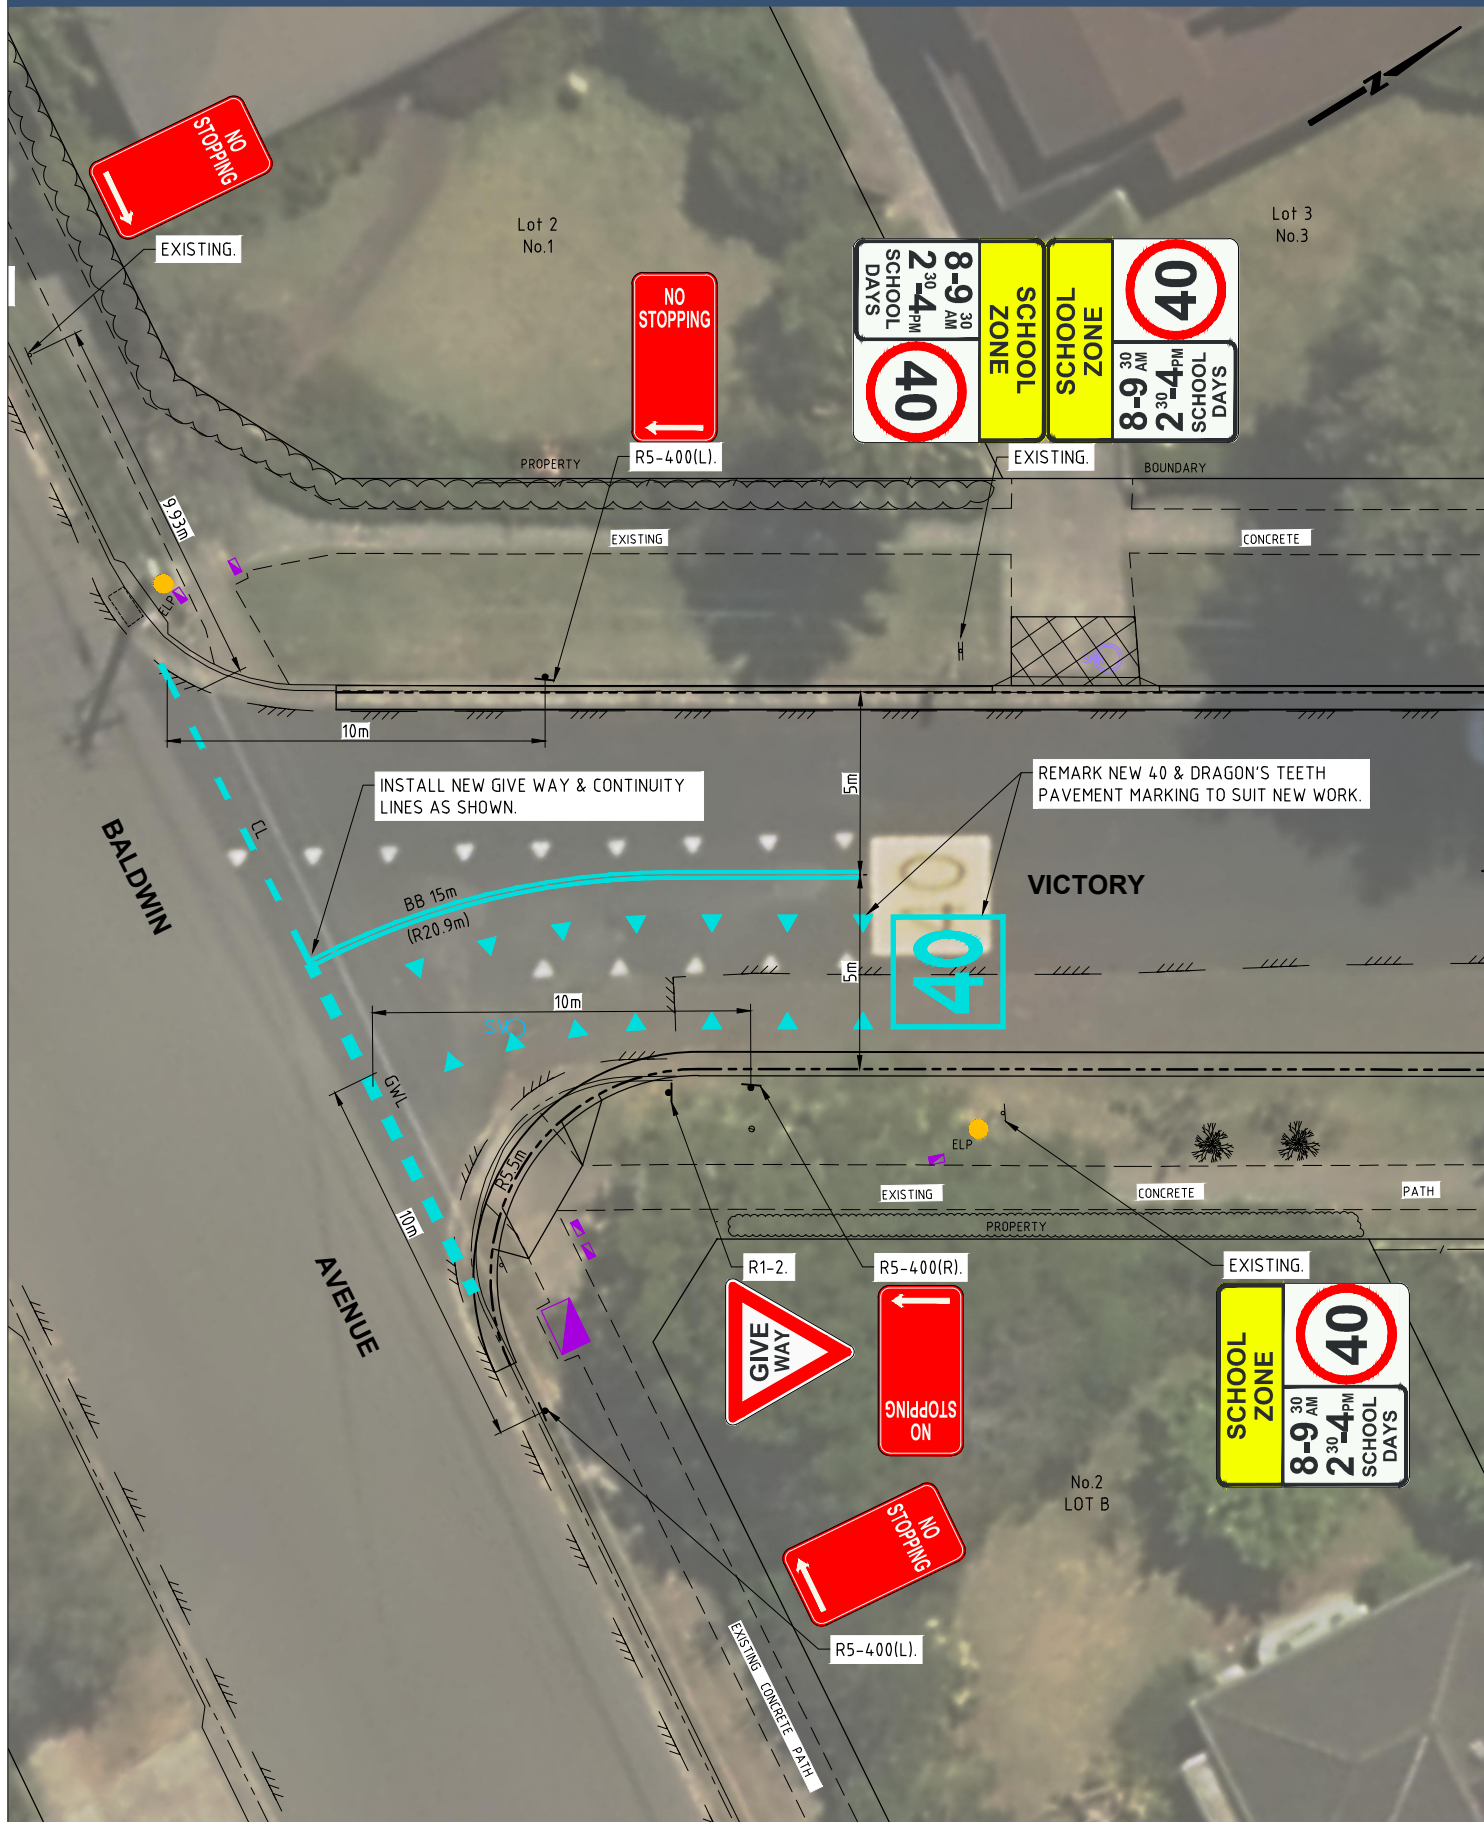 N
NO
STOPPING
EXISTING.
Lot 2
No.1
Lot 3
No.3
NO
STOPPING
R5-400(L).
8-9 30 AM
2 30 -4 PM
SCHOOL
DAYS
40
SCHOOL
ZONE
SCHOOL
ZONE
40
8-9 30 AM
2 30 -4 PM
SCHOOL
DAYS
EXISTING.
PROPERTY
BOUNDARY
9.93m
EXISTING
CONCRETE
ELP
10m
INSTALL NEW GIVE WAY & CONTINUITY
LINES AS SHOWN.
5m
REMARK NEW 40 & DRAGON'S TEETH
PAVEMENT MARKING TO SUIT NEW WORK.
CL
BALDWIN
VICTORY
BB 15m
(R20.9m)
40
5m
10m
SVO
GWL
R5.5m
10m
ELP
EXISTING
CONCRETE
PATH
PROPERTY
AVENUE
R1-2.
R5-400(R).
EXISTING.
GIVE
WAY
NO
STOPPING
SCHOOL
ZONE
40
8-9 30 AM
2 30 -4 PM
SCHOOL
DAYS
No.2
LOT B
NO
STOPPING
R5-400(L).
EXISTING CONCRETE PATH